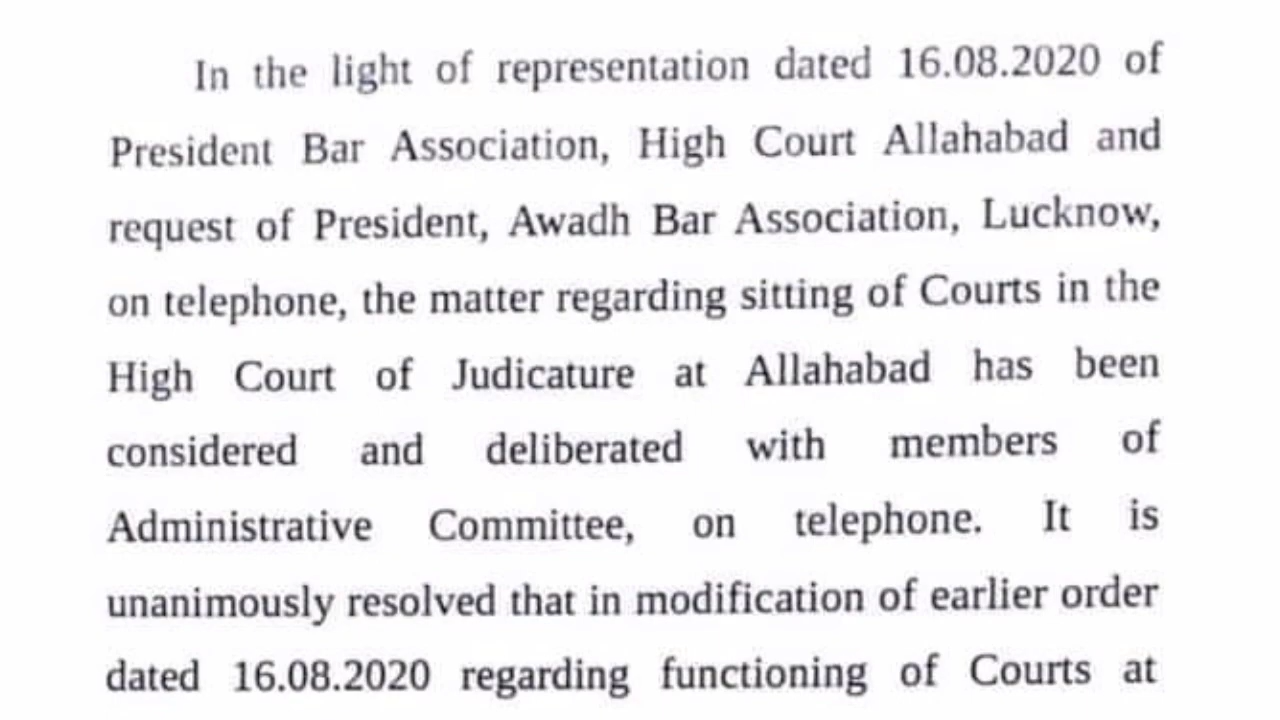 In the light of representation dated 16.08.2020 of
President Bar Association, High Court Allahabad and
request of President, Awadh Bar Association, Lucknow,
on telephone, the matter regarding sitting of Courts in the
High Court of Judicature at Allahabad has been
considered and deliberated with members of
Administrative Committee, on telephone. It is
unanimously resolved that in modification of earlier order
dated 16.08.2020 regarding functioning of Courts at